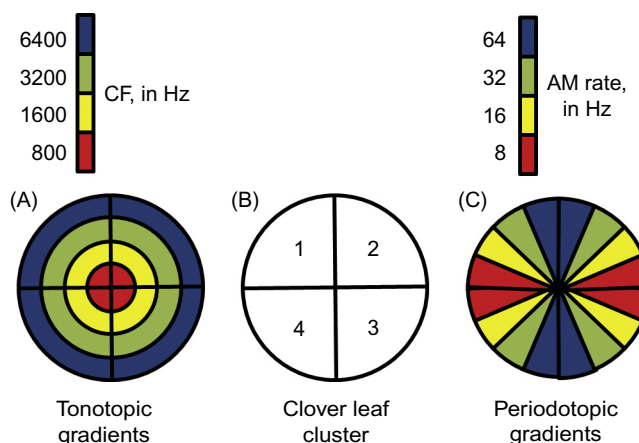 6400
3200
1600
800
CF, in Hz
64
32
16
8
AM rate,
in Hz
(A)
(B)
(C)
1
2
4
3
Tonotopic
gradients
Clover leaf
cluster
Periodotopic
gradients